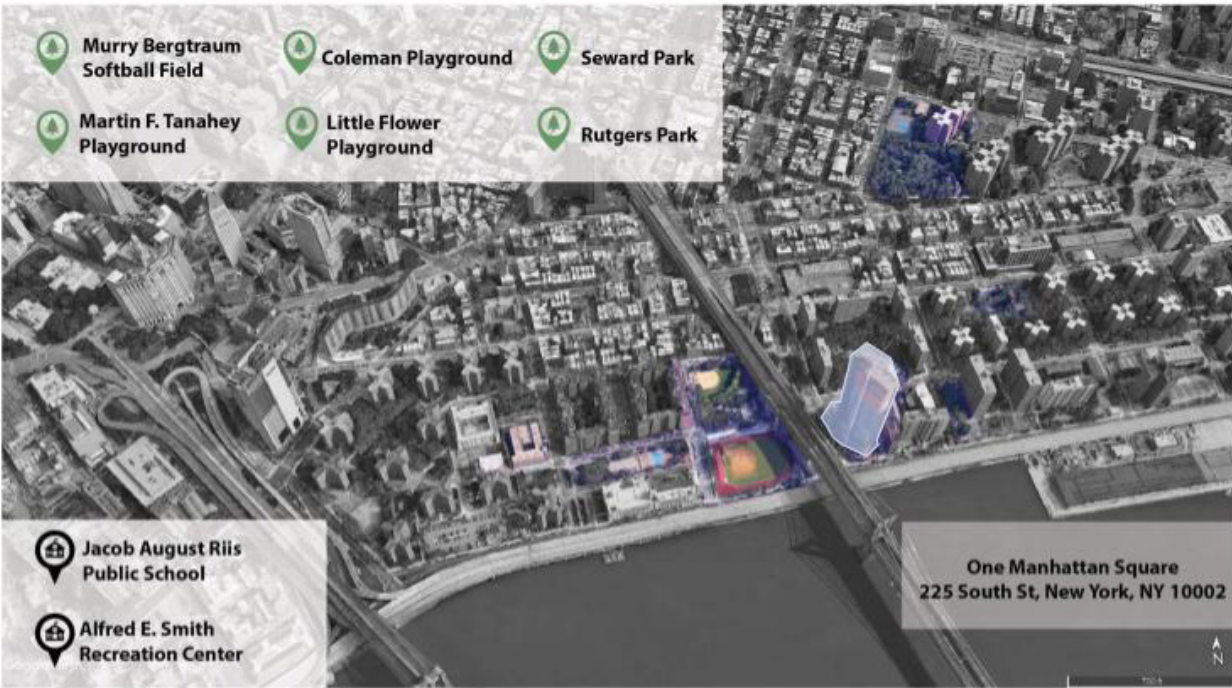 Murry Bergtraum
Softball Field
Coleman Playground
Seward Park
Martin F. Tanahey
Playground
Little Flower
Playground
Rutgers Park
Jacob August Riis
Public School
Alfred E. Smith
Recreation Center
One Manhattan Square
225 South St, New York, NY 10002
N